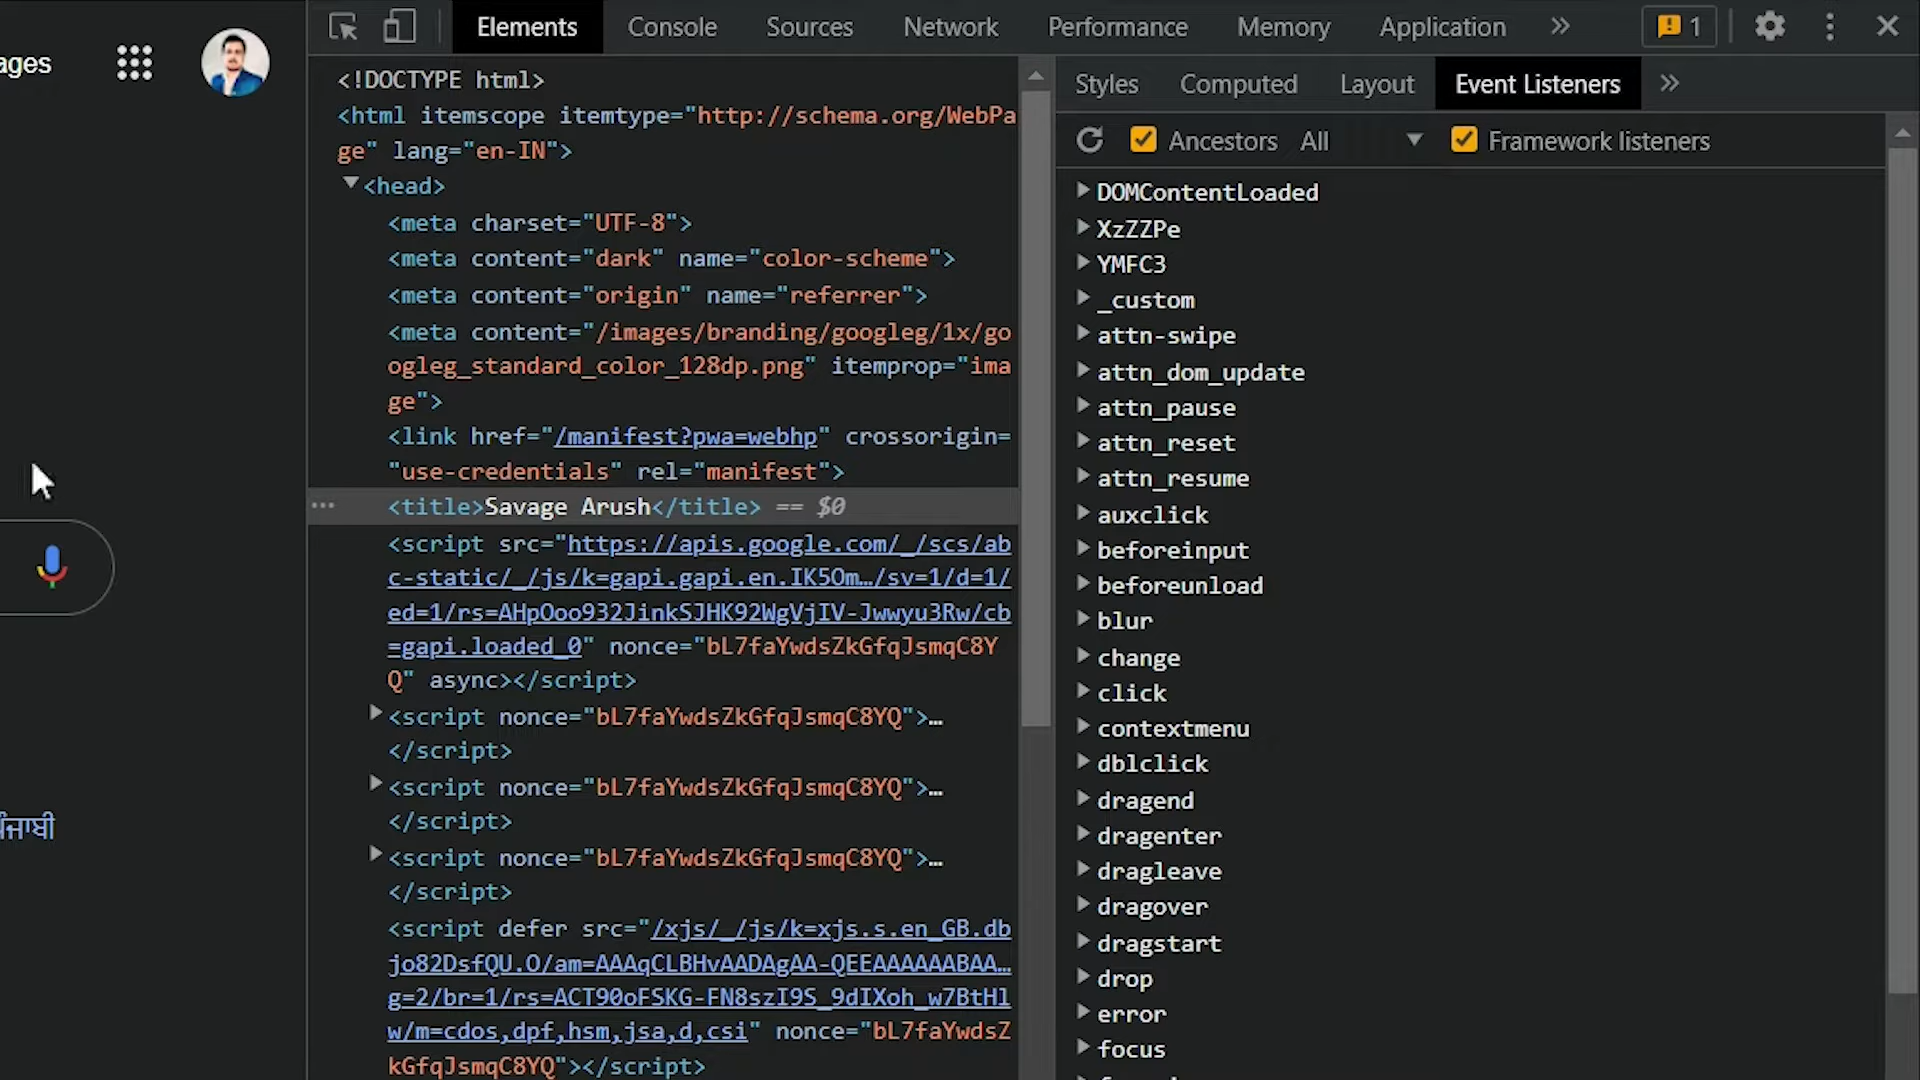 ages
Elements Console Sources Network Performance Memory Application » 1
<!DOCTYPE html>
<html itemscope itemtype="http://schema.org/WebPa
ge" lang="en-IN">
<head>
<meta charset="UTF-8">
<meta content="dark" name="color-scheme">
<meta content="origin" name="referrer">
<meta content="/images/branding/googleg/1x/go
ogleg_standard_color_128dp.png" itemprop="ima
ge">
<link href="/manifest?pwa=webhp" crossorigin=
"use-credentials" rel="manifest">
… <title>Savage Arush</title> == $0
<script src="https://apis.google.com/_/scs/ab
c-static/_/js/k=gapi.gapi.en.IK5Om…/sv=1/d=1/
ed=1/rs=AHpOoo932JinkSJHK92WgVjIV-Jwwyu3Rw/cb
=gapi.loaded_0" nonce="bL7faYwdsZkGfqJsmqC8Y
Q" async></script>
<script nonce="bL7faYwdsZkGfqJsmqC8YQ">…
</script>
<script nonce="bL7faYwdsZkGfqJsmqC8YQ">…
</script>
<script nonce="bL7faYwdsZkGfqJsmqC8YQ">…
</script>
<script defer src="/xjs/_/js/k=xjs.s.en_GB.db
jo82DsfQU.O/am=AAAqCLBHvAADAgAA-QEEAAAAAABAA…
g=2/br=1/rs=ACT90oFSKG-FN8szI9S_9dIXoh_w7BtHl
w/m=cdos,dpf,hsm,jsa,d,csi" nonce="bL7faYwdsZ
kGfqJsmqC8YQ"></script>
Styles Computed Layout Event Listeners »
Ancestors All Framework listeners
DOMContentLoaded
XzZZPe
YMFC3
_custom
attn-swipe
attn_dom_update
attn_pause
attn_reset
attn_resume
auxclick
beforeinput
beforeunload
blur
change
click
contextmenu
dblclick
dragend
dragenter
dragleave
dragover
dragstart
drop
error
focus